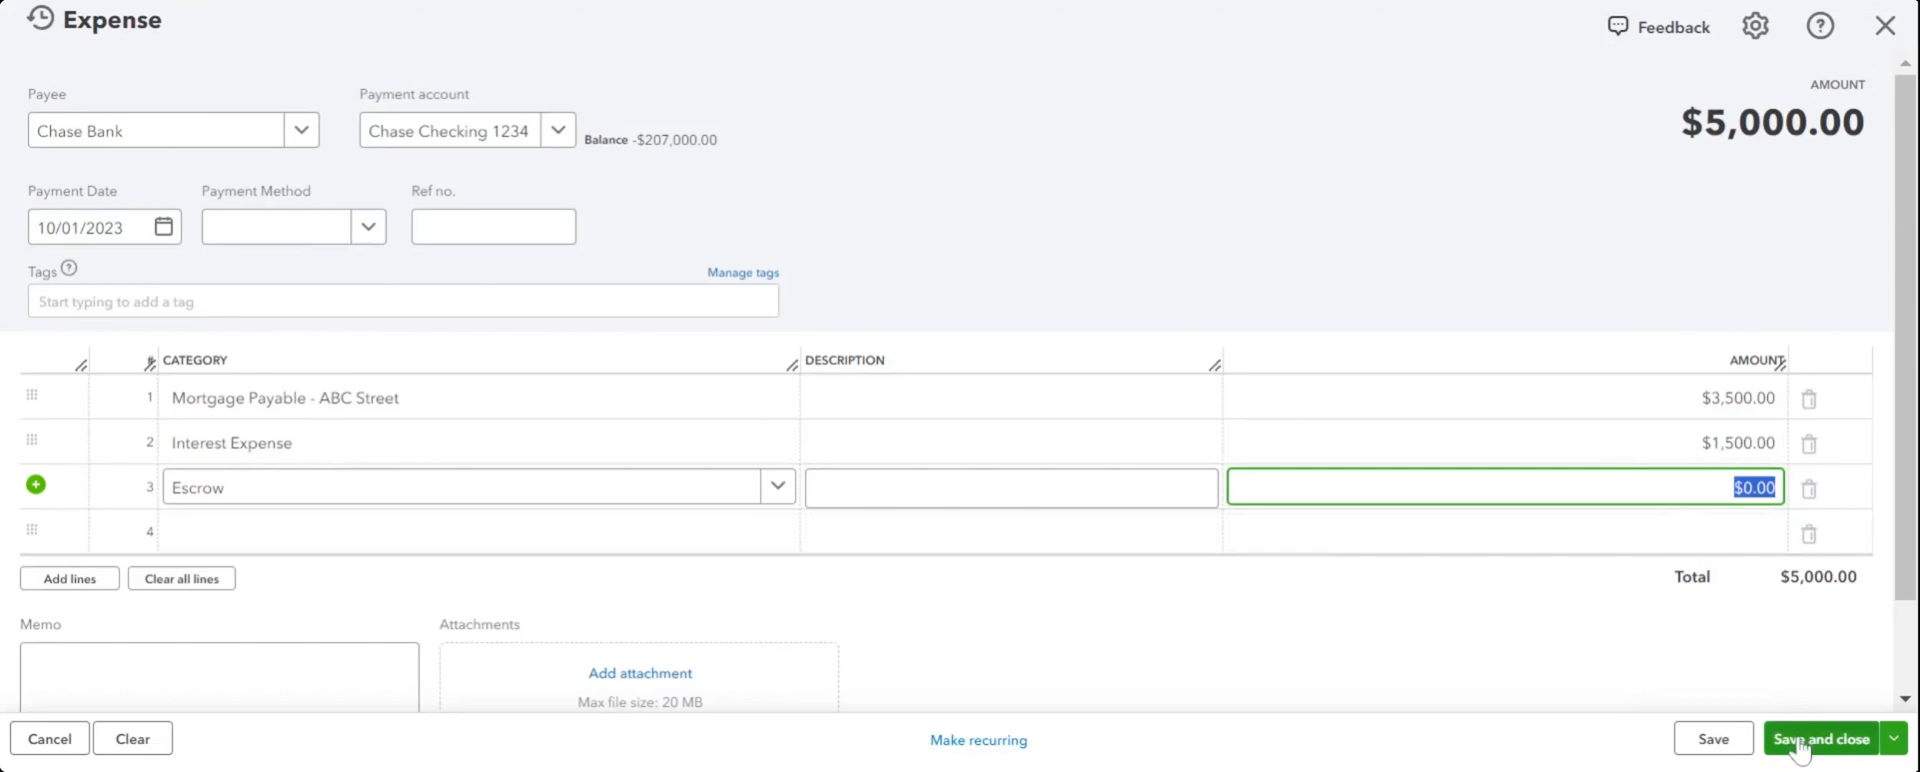 Expense
Feedback
Payee
Payment account
AMOUNT
$5,000.00
Chase Bank
Chase Checking 1234
Balance -$207,000.00
Payment Date
Payment Method
Ref no.
10/01/2023
Tags
Manage tags
Start typing to add a tag
# CATEGORY DESCRIPTION AMOUNT
1 Mortgage Payable - ABC Street $3,500.00
2 Interest Expense $1,500.00
3 Escrow $0.00
4
Add lines
Clear all lines
Total $5,000.00
Memo
Attachments
Add attachment
Max file size: 20 MB
Cancel
Clear
Make recurring
Save
Save and close